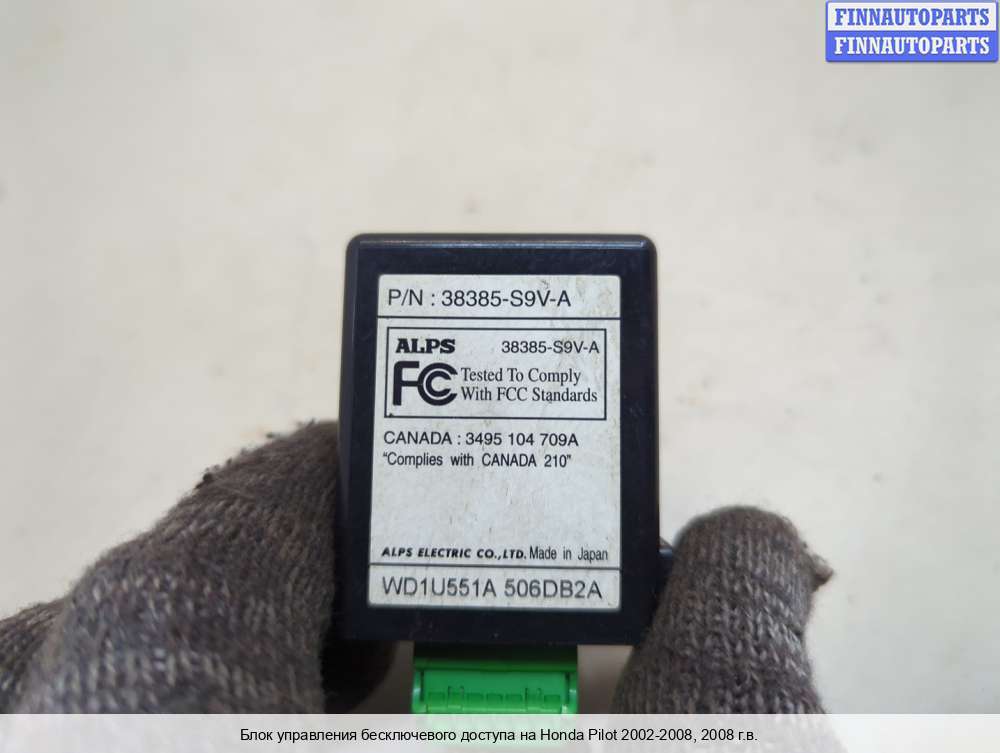 FINNAUTOPARTS
FINNAUTOPARTS
P/N : 38385-S9V-A
ALPS 38385-S9V-A
FC Tested To Comply
With FCC Standards
CANADA : 3495 104 709A
"Complies with CANADA 210"
ALPS ELECTRIC CO.,LTD. Made in Japan
WD1U551A 506DB2A
Блок управления бесключевого доступа на Honda Pilot 2002-2008, 2008 г.в.